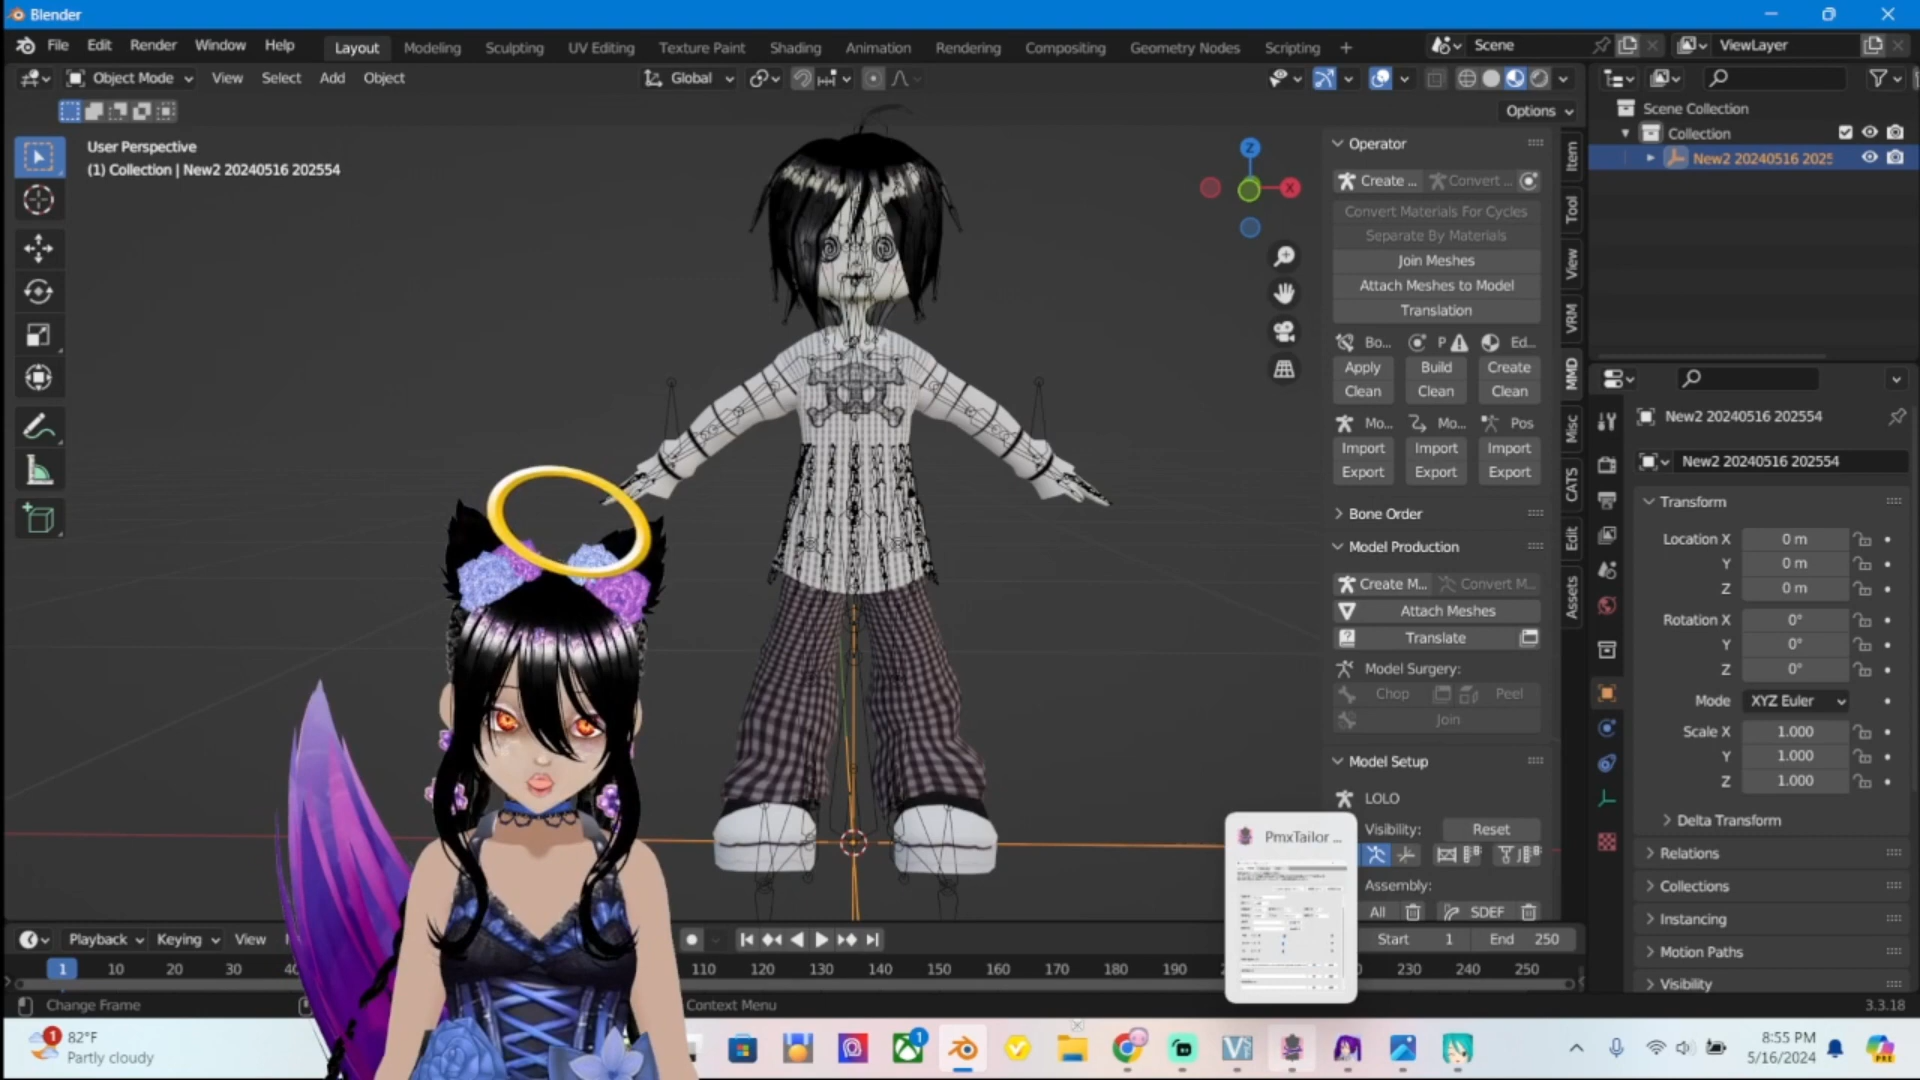 Blender
File Edit Render Window Help
Layout Modeling Sculpting UV Editing Texture Paint Shading Animation Rendering Compositing Geometry Nodes Scripting +
Scene
ViewLayer
Object Mode View Select Add Object
Global
Options
User Perspective
(1) Collection | New2 20240516 202554
Z
X
Operator
Create ... Convert ...
Convert Materials For Cycles
Separate By Materials
Join Meshes
Attach Meshes to Model
Translation
Bo... P Ed...
Apply Build Create
Clean Clean Clean
Mo... Mo... Pos
Import Import Import
Export Export Export
Bone Order
Model Production
Create M... Convert M...
Attach Meshes
Translate
Model Surgery:
Chop Peel
Join
Model Setup
LOLO
Visibility: Reset
Assembly:
All SDEF
Item
Tool
View
VRM
MMD
Misc
CATS
Edit
Assets
Scene Collection
Collection
New2 20240516 2025
New2 20240516 202554
New2 20240516 202554
Transform
Location X 0 m
Y 0 m
Z 0 m
Rotation X 0°
Y 0°
Z 0°
Mode XYZ Euler
Scale X 1.000
Y 1.000
Z 1.000
Delta Transform
Relations
Collections
Instancing
Motion Paths
Visibility
PmxTailor ...
Playback Keying View
Start 1 End 250
1 10 20 30 110 120 130 140 150 160 170 180 190 230 240 250
Change Frame
Context Menu
3.3.18
1
82°F
Partly cloudy
1
8:55 PM
5/16/2024
PRE